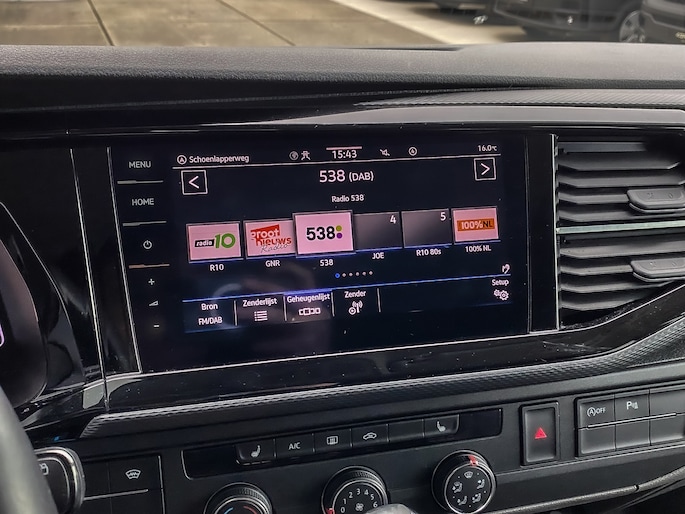 MENU
HOME
Schoenlapperweg
15:43
16.0°C
538 (DAB)
Radio 538
radio 10
groot nieuws Radio
538
4
5
100%NL
R10
GNR
538
JOE
R10 80s
100% NL
Bron
FM/DAB
Zenderlijst
Geheugenlijst
Zender
Setup
A/C
OFF